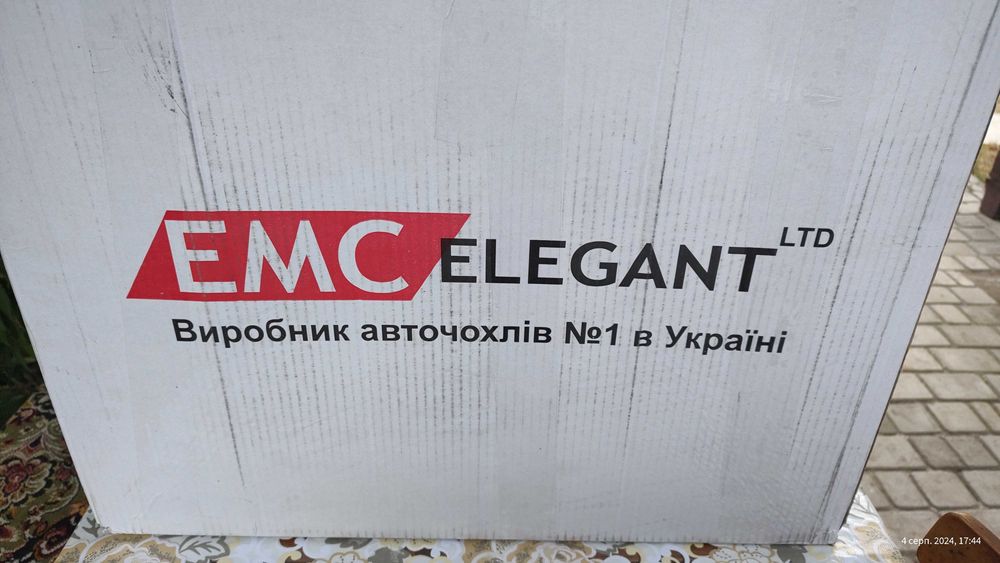 EMC ELEGANT LTD
Виробник авточохлів №1 в Україні
4 серп. 2024, 17:44